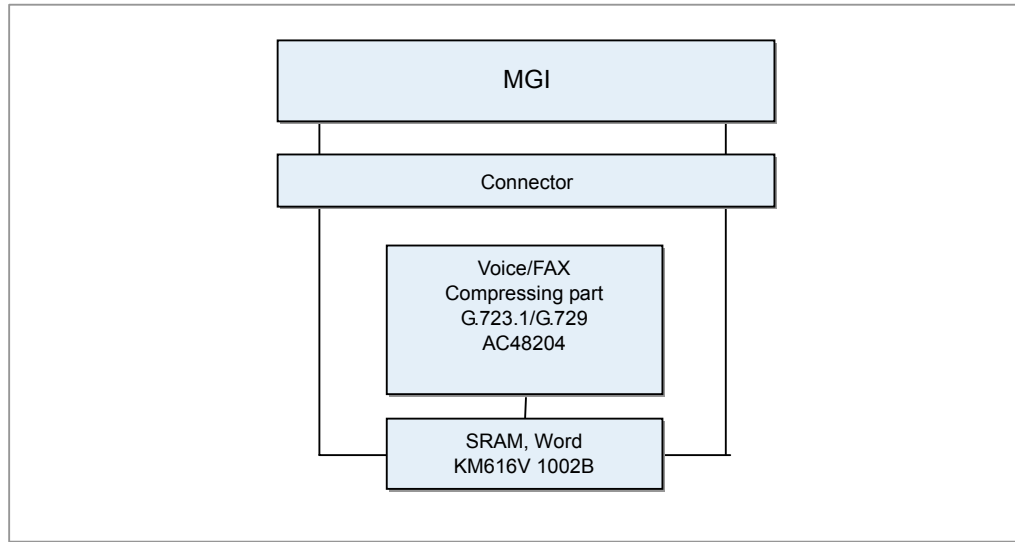 MGI
Connector
Voice/FAX
Compressing part
G.723.1/G.729
AC48204
SRAM, Word
KM616V 1002B